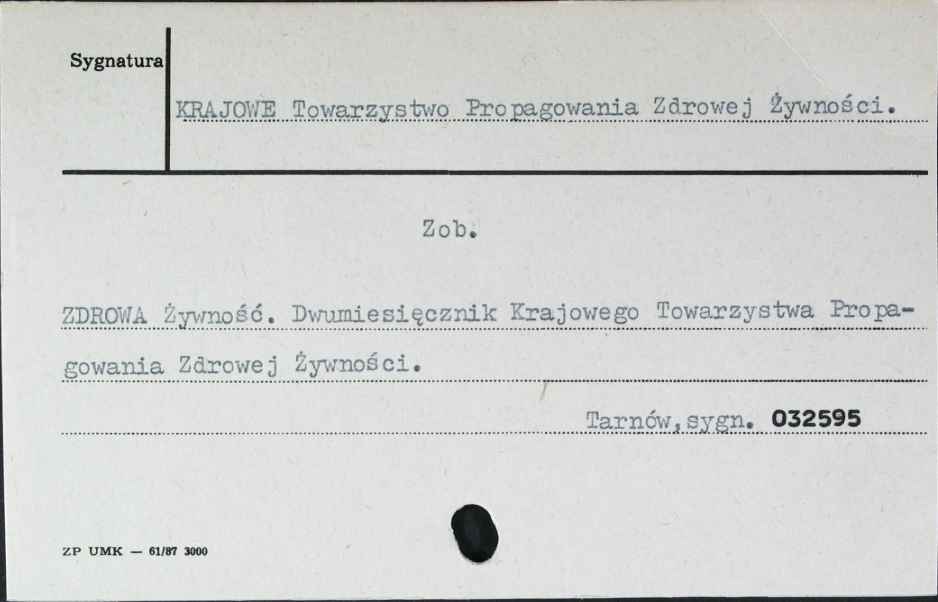 Sygnatura
KRAJOWE Towarzystwo Propagowania Zdrowej Żywności.
Zob.
ZDROWA Żywność. Dwumiesięcznik Krajowego Towarzystwa Propa-
gowania Zdrowej Żywności.
Tarnów, sygn. 032595
ZP UMK — 61/87 3000